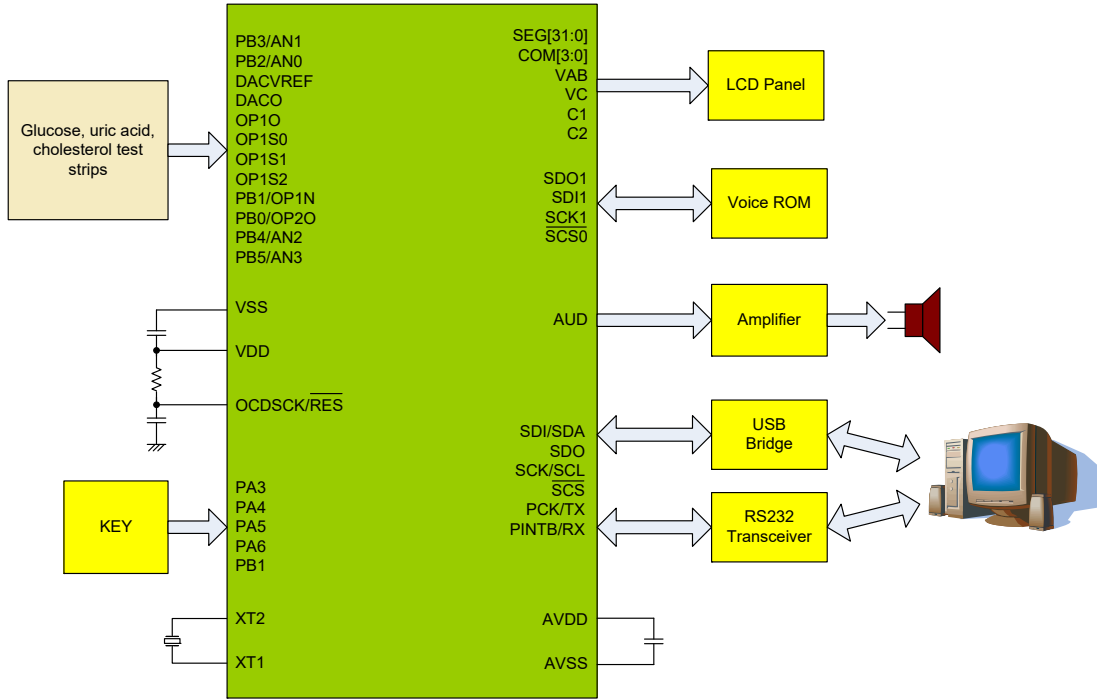 Glucose, uric acid,
cholesterol test
strips
PB3/AN1
PB2/AN0
DACVREF
DACO
OP1O
OP1S0
OP1S1
OP1S2
PB1/OP1N
PB0/OP2O
PB4/AN2
PB5/AN3
VSS
VDD
OCDSCK/RES
KEY
PA3
PA4
PA5
PA6
PB1
XT2
XT1
SEG[31:0]
COM[3:0]
VAB
VC
C1
C2
LCD Panel
SDO1
SDI1
SCK1
SCS0
Voice ROM
AUD
Amplifier
SDI/SDA
SDO
SCK/SCL
SCS
PCK/TX
PINTB/RX
USB
Bridge
RS232
Transceiver
AVDD
AVSS